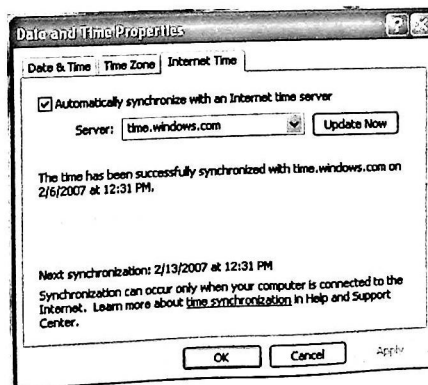 Date and Time Properties
Date & Time Time Zone Internet Time
Automatically synchronize with an Internet time server
Server: time.windows.com Update Now
The time has been successfully synchronized with time.windows.com on
2/6/2007 at 12:31 PM.
Next synchronization: 2/13/2007 at 12:31 PM
Synchronization can occur only when your computer is connected to the
Internet. Learn more about time synchronization in Help and Support
Center.
OK Cancel Apply